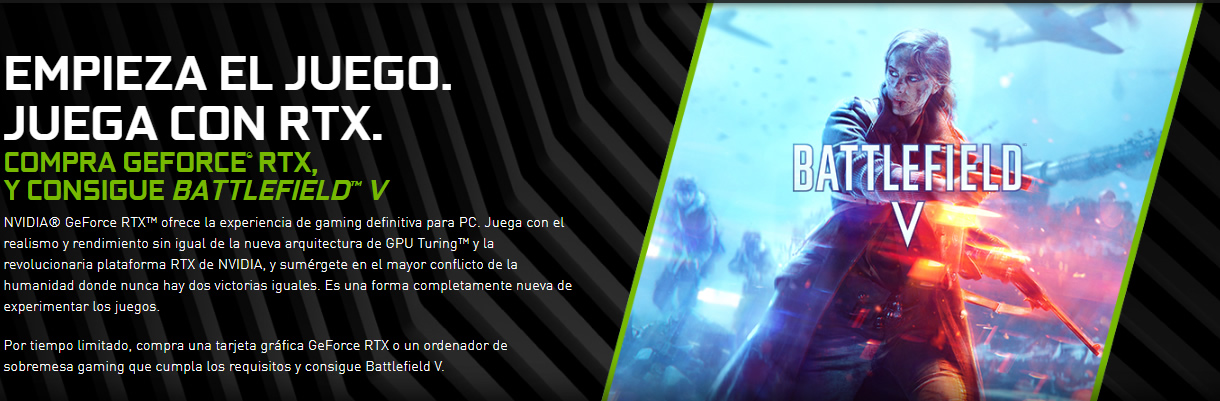 EMPIEZA EL JUEGO.
JUEGA CON RTX.
COMPRA GEFORCE® RTX,
Y CONSIGUE BATTLEFIELD™ V
NVIDIA® GeForce RTX™ ofrece la experiencia de gaming definitiva para PC. Juega con el
realismo y rendimiento sin igual de la nueva arquitectura de GPU Turing™ y la
revolucionaria plataforma RTX de NVIDIA, y sumérgete en el mayor conflicto de la
humanidad donde nunca hay dos victorias iguales. Es una forma completamente nueva de
experimentar los juegos.
Por tiempo limitado, compra una tarjeta gráfica GeForce RTX o un ordenador de
sobremesa gaming que cumpla los requisitos y consigue Battlefield V.
BATTLEFIELD
V